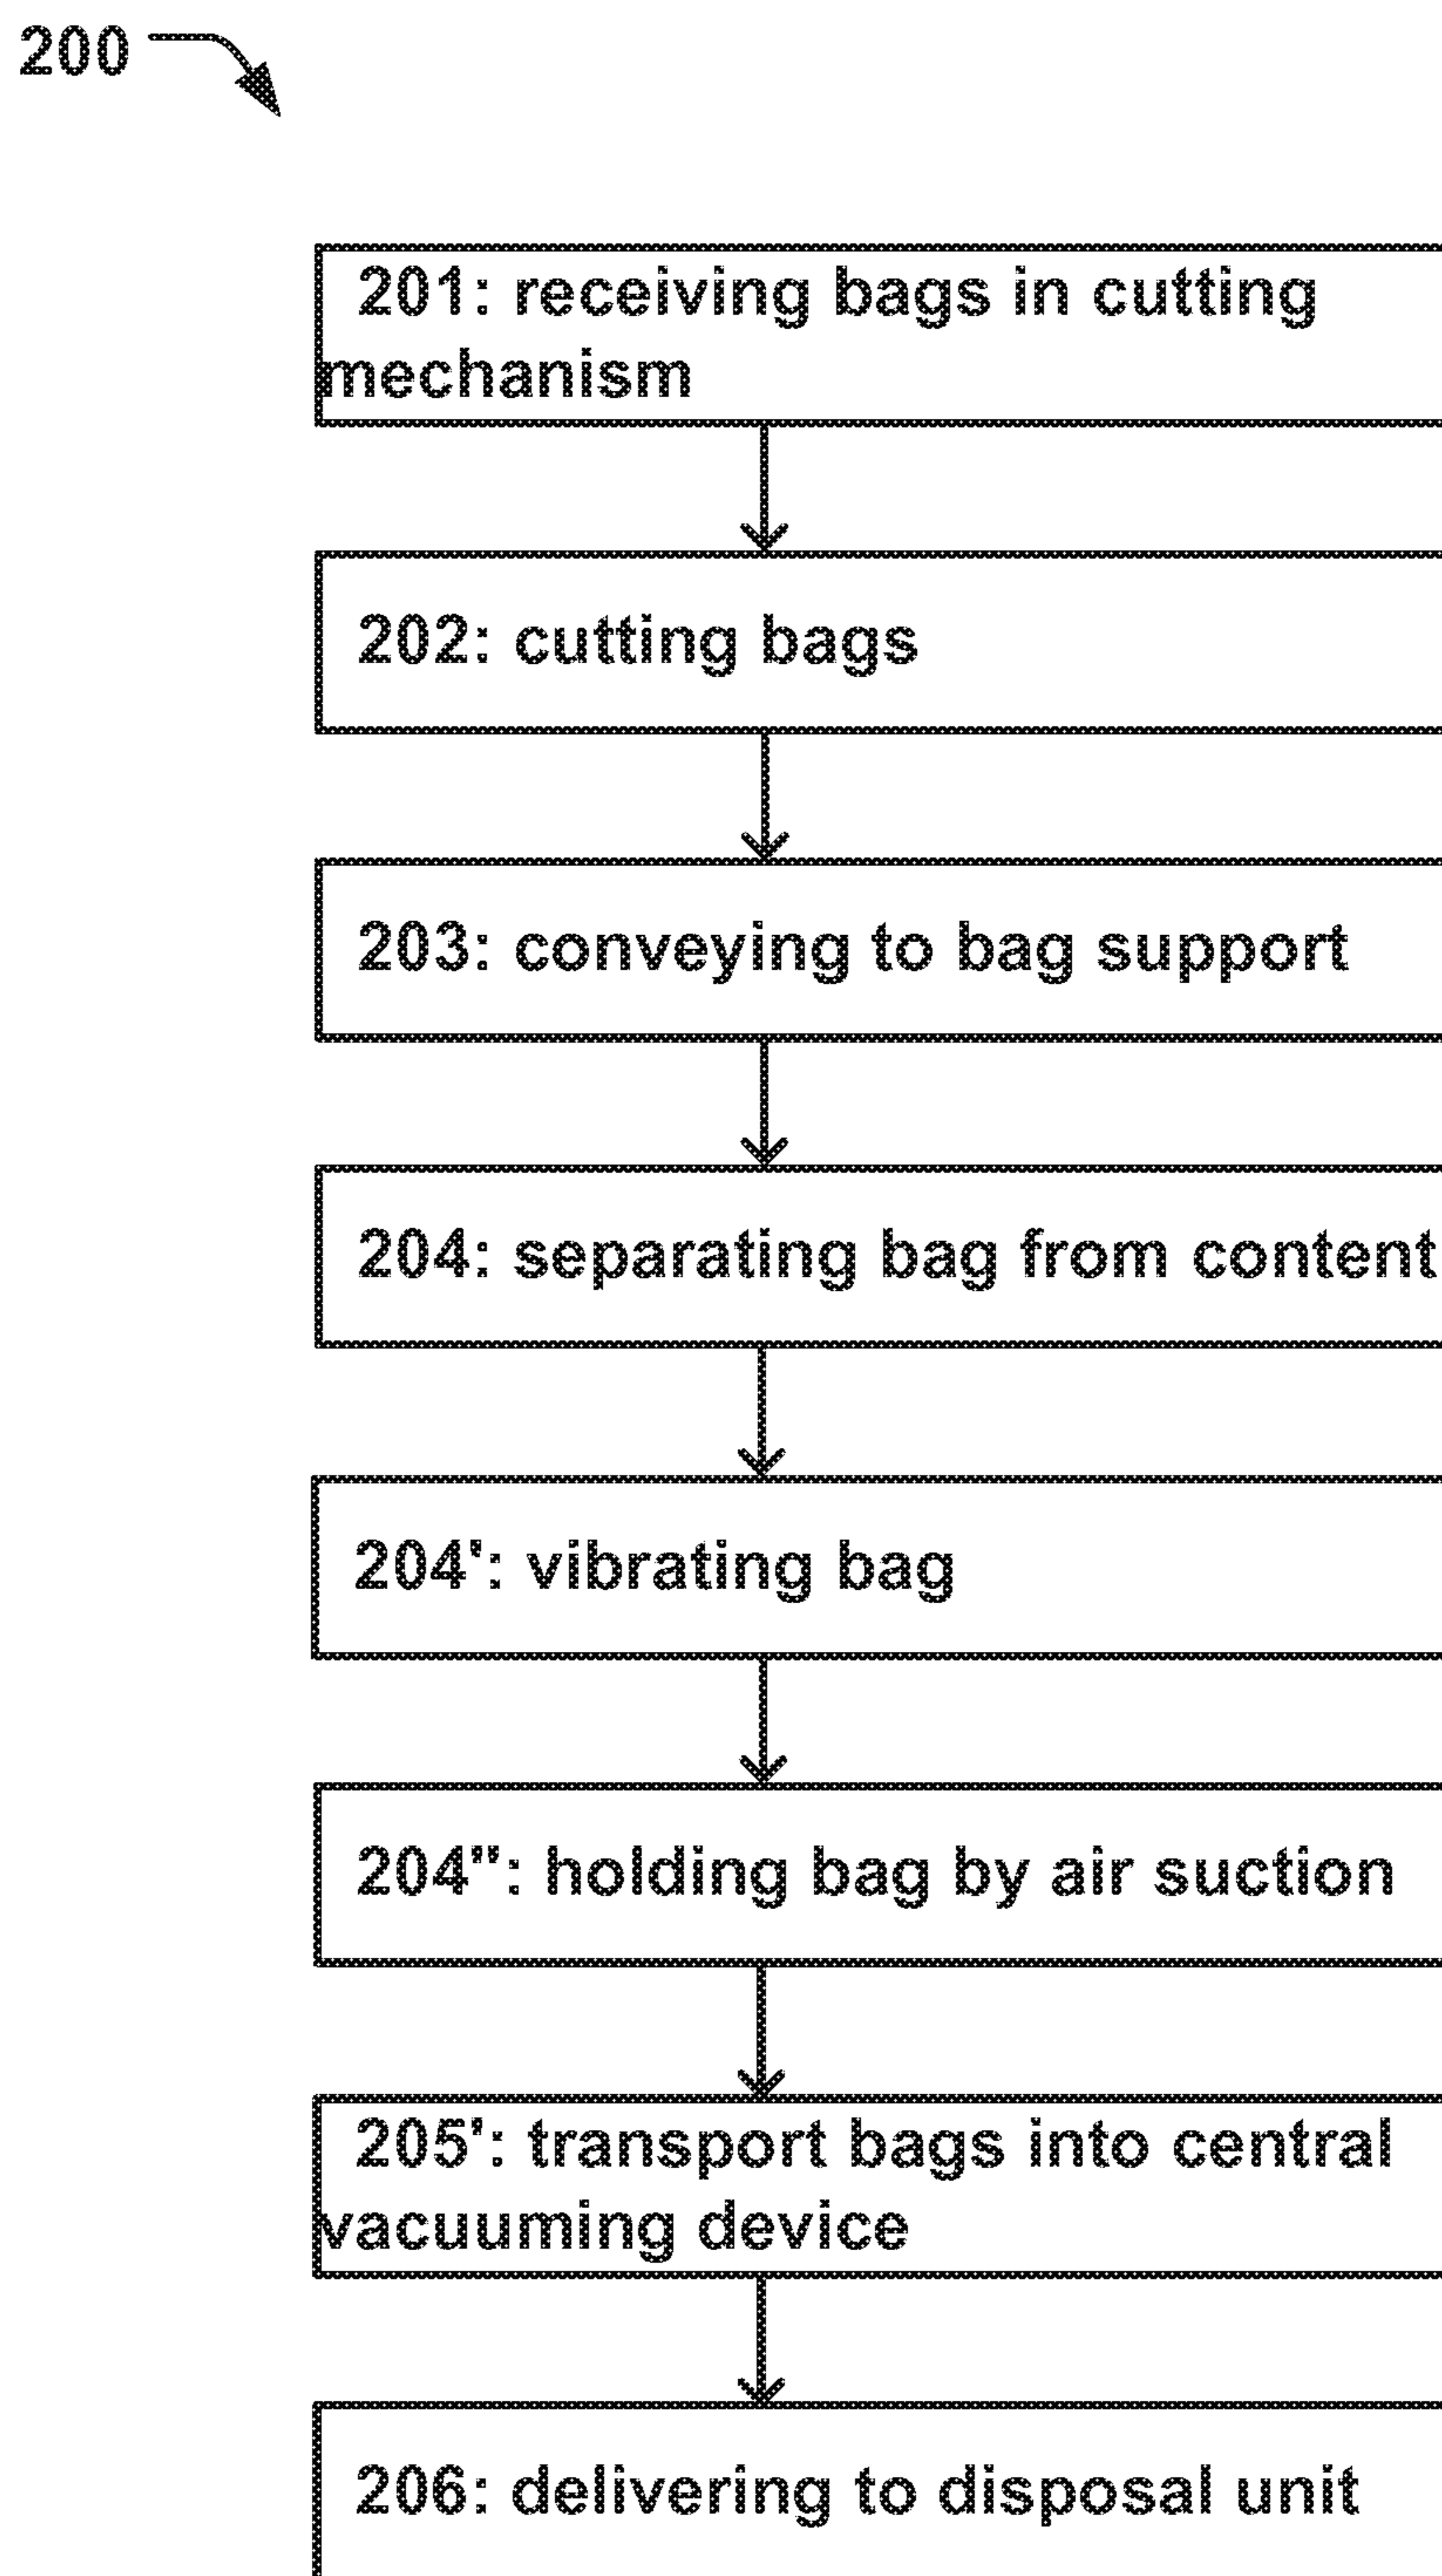 200
201: receiving bags in cutting
mechanism
202: cutting bags
203: conveying to bag support
204: separating bag from content
204': vibrating bag
204": holding bag by air suction
205': transport bags into central
vacuuming device
206: delivering to disposal unit